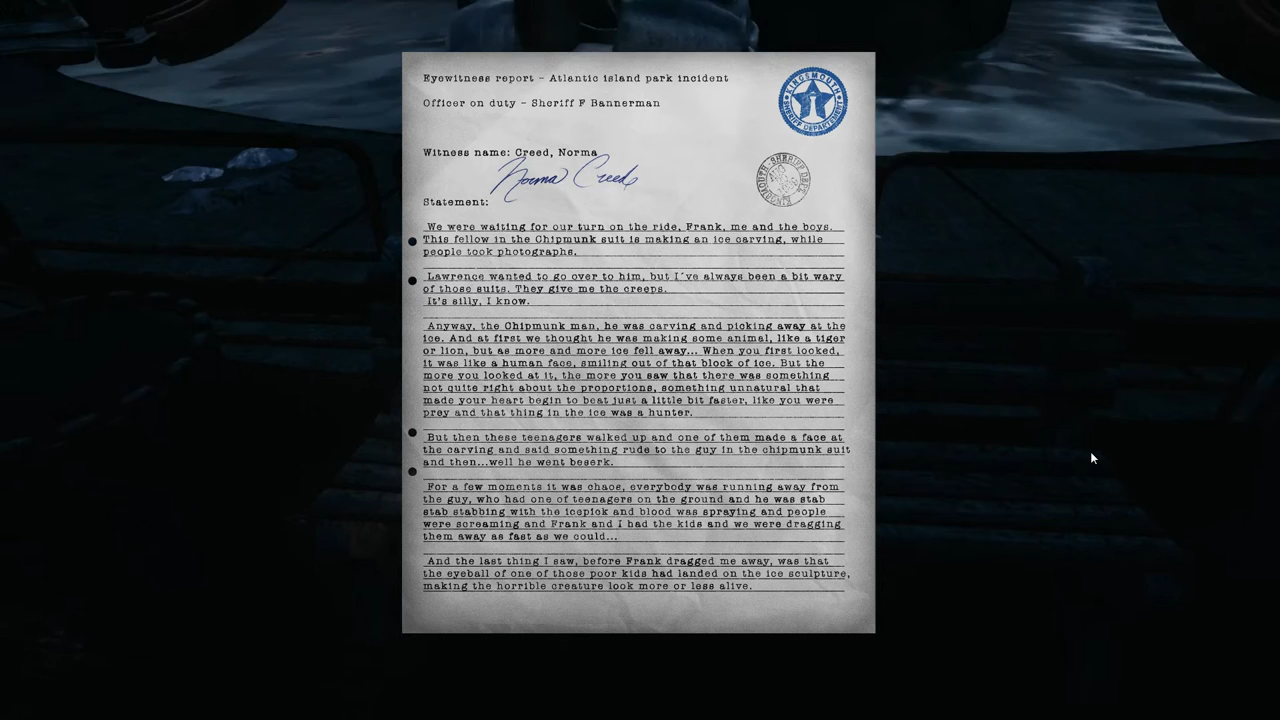 Eyewitness report - Atlantic island park incident
Officer on duty - Sheriff F Bannerman
KINGSMOUTH
SHERIFF DEPARTEMENT
Witness name: Creed, Norma
Norma Creed
SHERIFF DEPT.
Statement:
We were waiting for our turn on the ride, Frank, me and the boys.
This fellow in the Chipmunk suit is making an ice carving, while
people took photographs.
Lawrence wanted to go over to him, but I´ve always been a bit wary
of those suits. They give me the creeps.
It's silly, I know.
Anyway, the Chipmunk man, he was carving and picking away at the
ice. And at first we thought he was making some animal, like a tiger
or lion, but as more and more ice fell away... When you first looked,
it was like a human face, smiling out of that block of ice. But the
more you looked at it, the more you saw that there was something
not quite right about the proportions, something unnatural that
made your heart begin to beat just a little bit faster, like you were
prey and that thing in the ice was a hunter.
But then these teenagers walked up and one of them made a face at
the carving and said something rude to the guy in the chipmunk suit
and then...well he went beserk.
For a few moments it was chaos, everybody was running away from
the guy, who had one of teenagers on the ground and he was stab
stab stabbing with the icepick and blood was spraying and people
were screaming and Frank and I had the kids and we were dragging
them away as fast as we could...
And the last thing I saw, before Frank dragged me away, was that
the eyeball of one of those poor kids had landed on the ice sculpture,
making the horrible creature look more or less alive.